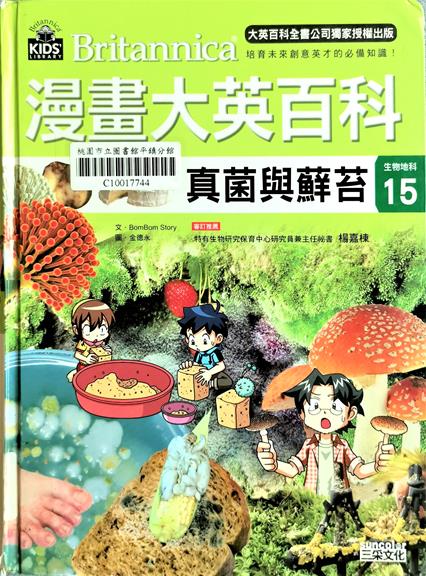 Britannica
KIDS'
LIBRARY
Britannica®
大英百科全書公司獨家授權出版
培育未來創意英才的必備知識！
漫畫大英百科
桃園市立圖書館平鎮分館
C10017744
真菌與蘚苔
生物地科
15
文．BomBom Story
圖．金德永
審訂推薦
特有生物研究保育中心研究員兼主任祕書 楊嘉棟
suncolor
三采文化